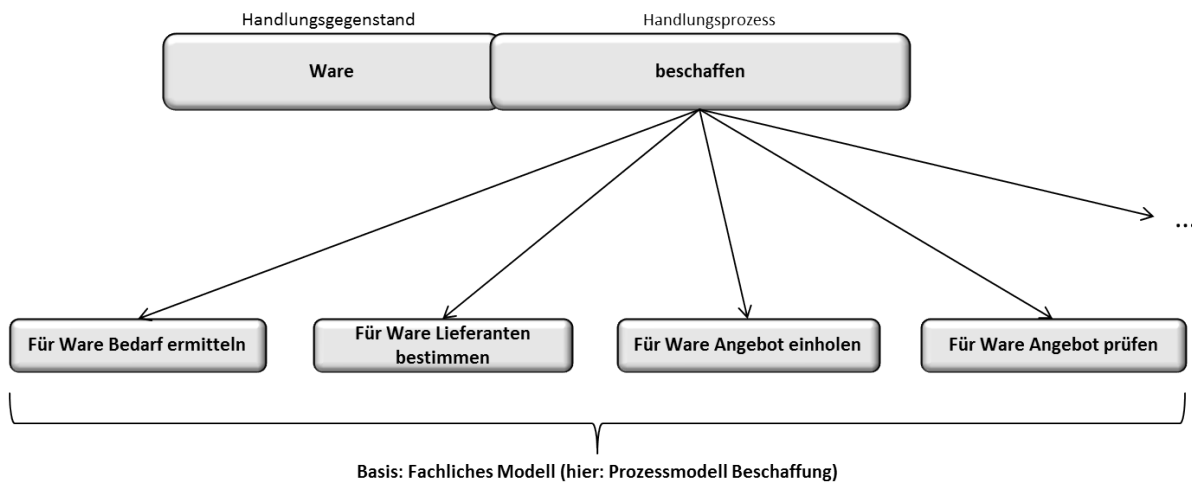 Handlungsgegenstand Handlungsprozess
Ware beschaffen
...
Für Ware Bedarf ermitteln
Für Ware Lieferanten
bestimmen
Für Ware Angebot einholen
Für Ware Angebot prüfen
Basis: Fachliches Modell (hier: Prozessmodell Beschaffung)